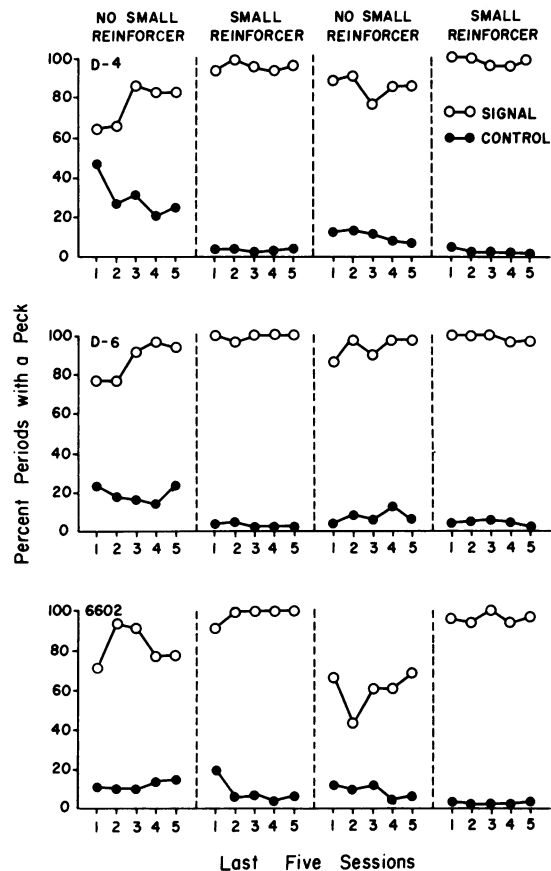 NO SMALL REINFORCER
SMALL REINFORCER
NO SMALL REINFORCER
SMALL REINFORCER
100
80
60
40
20
0
D-4
SIGNAL
CONTROL
1 2 3 4 5
1 2 3 4 5
1 2 3 4 5
1 2 3 4 5
Percent Periods with a Peck
100
80
60
40
20
0
D-6
1 2 3 4 5
1 2 3 4 5
1 2 3 4 5
1 2 3 4 5
100
80
60
40
20
0
6602
1 2 3 4 5
1 2 3 4 5
1 2 3 4 5
1 2 3 4 5
Last Five Sessions